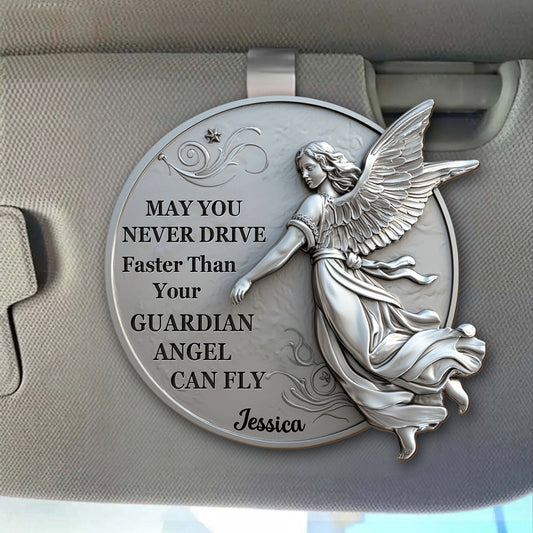 MAY YOU
NEVER DRIVE
Faster Than
Your
GUARDIAN
ANGEL
CAN FLY
Jessica